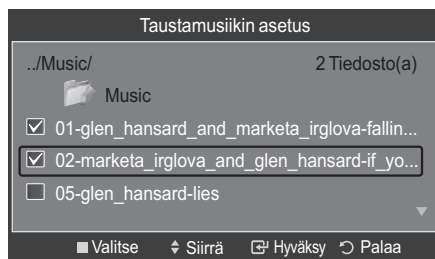 Taustamusiikin asetus
../Music/ 2 Tiedosto(a)
Music
01-glen_hansard_and_marketa_irglova-fallin...
02-marketa_irglova_and_glen_hansard-if_yo...
05-glen_hansard-lies
Valitse Siirrä Hyväksy Palaa